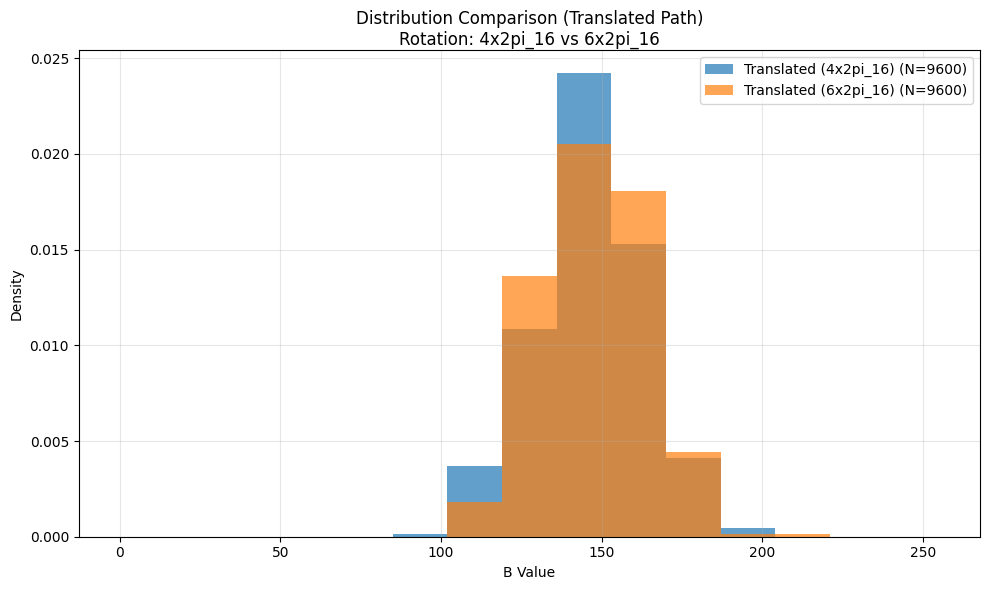 Distribution Comparison (Translated Path)
Rotation: 4x2pi_16 vs 6x2pi_16
Translated (4x2pi_16) (N=9600)
Translated (6x2pi_16) (N=9600)
Density
0.025
0.020
0.015
0.010
0.005
0.000
0 50 100 150 200 250
B Value